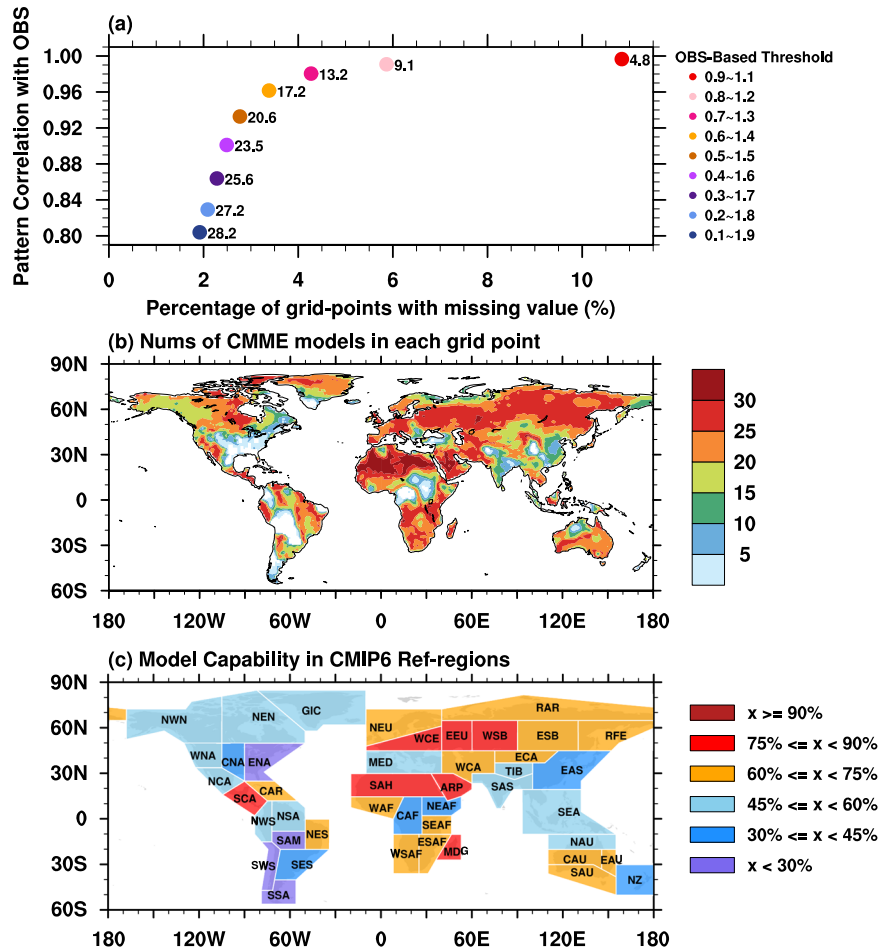 (a)
Pattern Correlation with OBS
1.00
0.96
0.92
0.88
0.84
0.80
4.8
9.1
13.2
17.2
20.6
23.5
25.6
27.2
28.2
0 2 4 6 8 10
Percentage of grid-points with missing value (%)
OBS-Based Threshold
0.9~1.1
0.8~1.2
0.7~1.3
0.6~1.4
0.5~1.5
0.4~1.6
0.3~1.7
0.2~1.8
0.1~1.9
(b) Nums of CMME models in each grid point
90N
60N
30N
0
30S
60S
180 120W 60W 0 60E 120E 180
30
25
20
15
10
5
(c) Model Capability in CMIP6 Ref-regions
90N
60N
30N
0
30S
60S
180 120W 60W 0 60E 120E 180
NWN NEN GIC NEU RAR
WCE EEU WSB ESB RFE
WNA CNA ENA MED WCA ECA TIB EAS
NCA SCA CAR SAH ARP SAS
NWS NSA WAF CAF NEAF SEAF SEA
SAM NES WSAF ESAF MDG NAU
SWS SES CAU EAU SAU
SSA NZ
x >= 90%
75% <= x < 90%
60% <= x < 75%
45% <= x < 60%
30% <= x < 45%
x < 30%